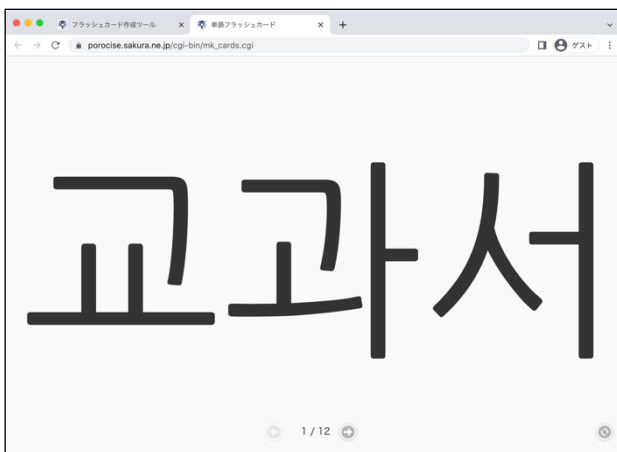 フラッシュカード作成ツール
単語フラッシュカード
porocise.sakura.ne.jp/cgi-bin/mk_cards.cgi
ゲスト
교과서
1 / 12